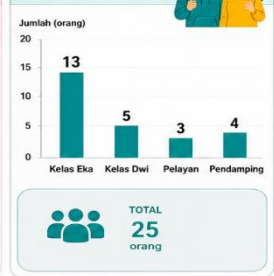 Jumlah (orang)
20
15
10
5
0
13
5
3
4
Kelas Eka Kelas Dwi Pelayan Pendamping
TOTAL
25
orang